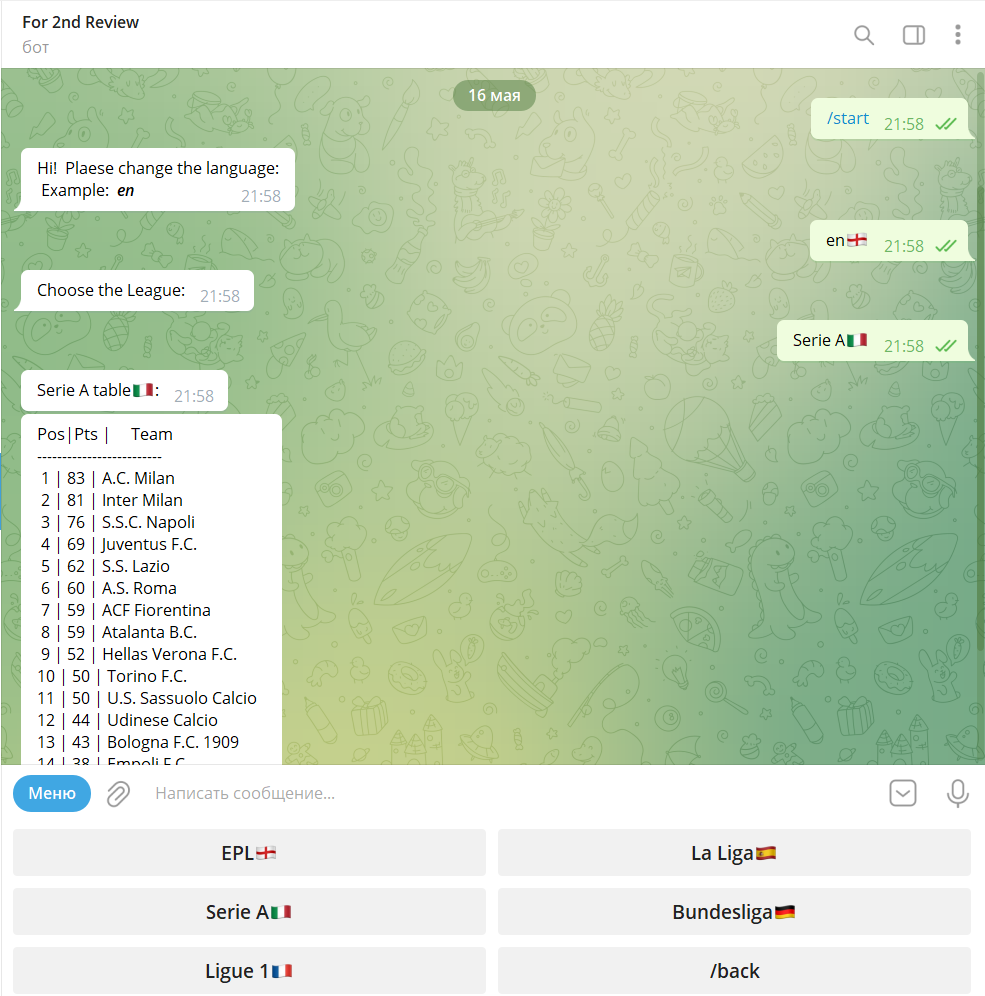 For 2nd Review
бот
16 мая
/start 21:58
Hi! Plaese change the language:
Example: en 21:58
en🏴󠁧󠁢󠁥󠁮󠁧󠁿 21:58
Choose the League: 21:58
Serie A🇮🇹 21:58
Serie A table🇮🇹: 21:58
Pos|Pts | Team
-------------------------
1 | 83 | A.C. Milan
2 | 81 | Inter Milan
3 | 76 | S.S.C. Napoli
4 | 69 | Juventus F.C.
5 | 62 | S.S. Lazio
6 | 60 | A.S. Roma
7 | 59 | ACF Fiorentina
8 | 59 | Atalanta B.C.
9 | 52 | Hellas Verona F.C.
10 | 50 | Torino F.C.
11 | 50 | U.S. Sassuolo Calcio
12 | 44 | Udinese Calcio
13 | 43 | Bologna F.C. 1909
14 | 38 | Empoli F.C.
Меню Написать сообщение...
EPL🏴󠁧󠁢󠁥󠁮󠁧󠁿 La Liga🇪🇸
Serie A🇮🇹 Bundesliga🇩🇪
Ligue 1🇫🇷 /back